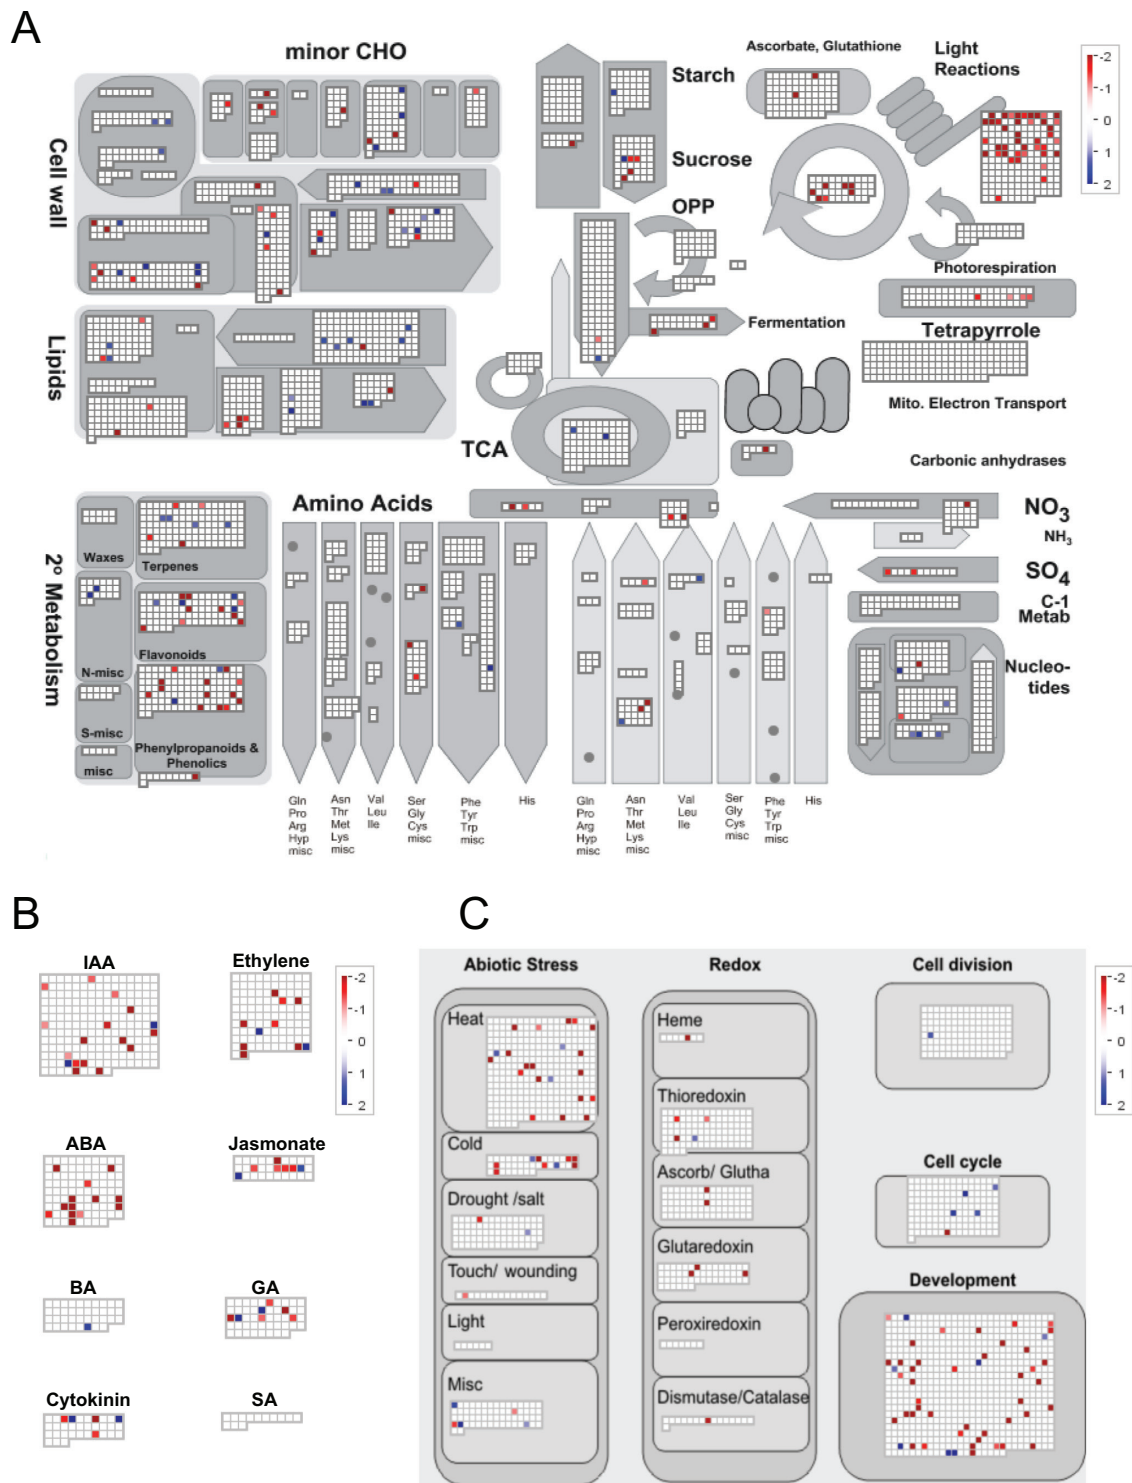 A
minor CHO
Cell wall
Lipids
2º Metabolism
Starch
Sucrose
OPP
Ascorbate, Glutathione
Light
Reactions
-2
-1
0
1
2
Photorespiration
Tetrapyrrole
Fermentation
Mito. Electron Transport
TCA
Carbonic anhydrases
Amino Acids
NO3
NH3
SO4
C-1
Metab
Nucleo-
tides
Waxes
Terpenes
Flavonoids
N-misc
S-misc
misc
Phenylpropanoids &
Phenolics
Gln
Pro
Arg
Hyp
misc
Asn
Thr
Met
Lys
misc
Val
Leu
Ile
Ser
Gly
Cys
misc
Phe
Tyr
Trp
misc
His
Gln
Pro
Arg
Hyp
misc
Asn
Thr
Met
Lys
misc
Val
Leu
Ile
Ser
Gly
Cys
misc
Phe
Tyr
Trp
misc
His
B
IAA
Ethylene
-2
-1
0
1
2
ABA
Jasmonate
BA
GA
Cytokinin
SA
C
Abiotic Stress
Heat
Cold
Drought /salt
Touch/ wounding
Light
Misc
Redox
Heme
Thioredoxin
Ascorb/ Glutha
Glutaredoxin
Peroxiredoxin
Dismutase/Catalase
Cell division
Cell cycle
Development
-2
-1
0
1
2